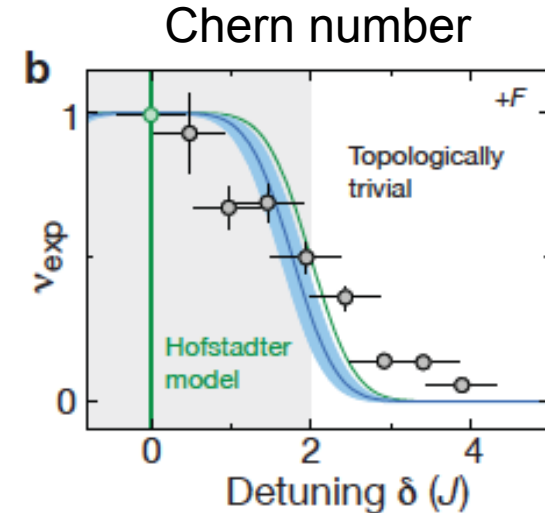 Chern number
b
+F
1
Topologically
trivial
νexp
Hofstadter
model
0
0 2 4
Detuning δ (J)